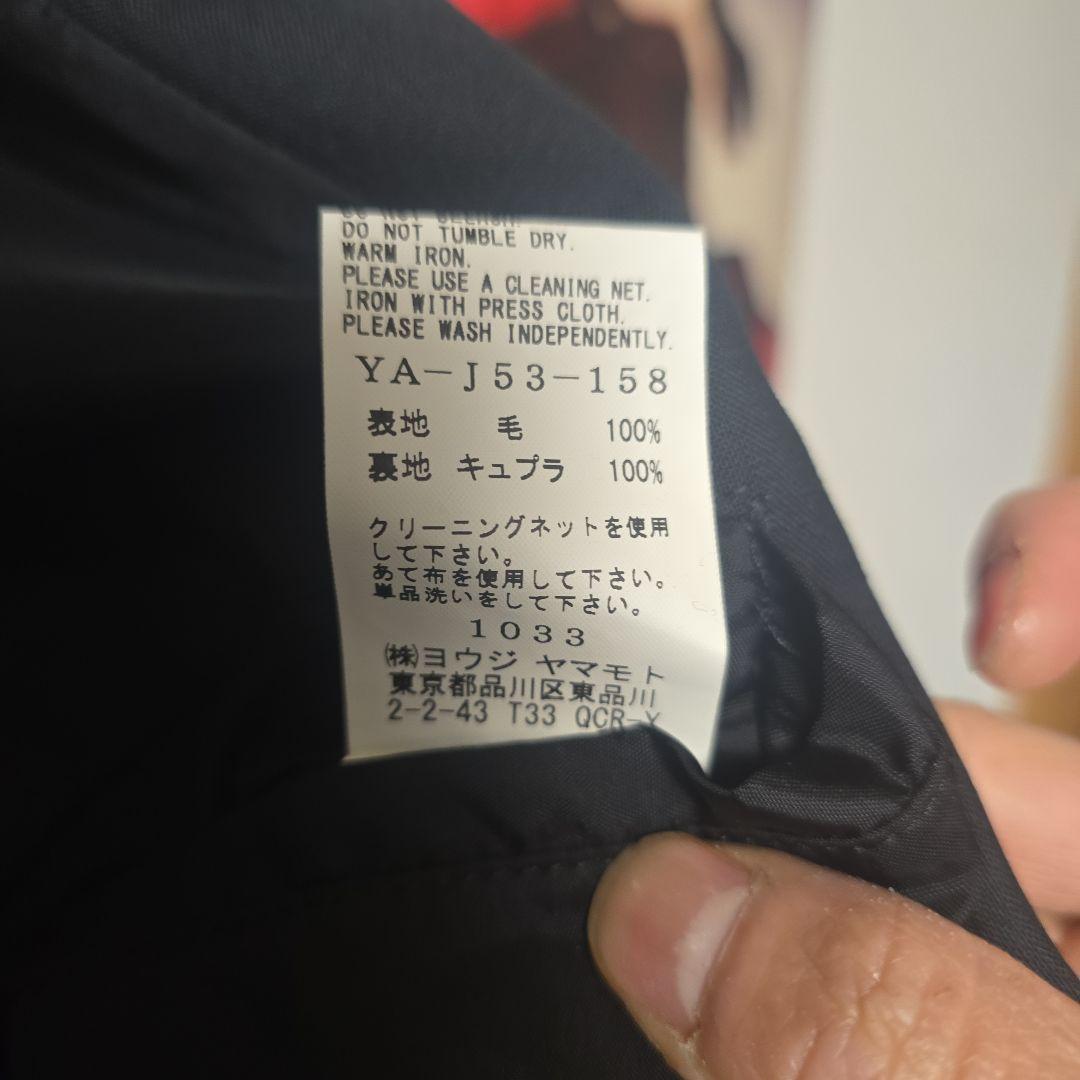 DO NOT BLEACH.
DO NOT TUMBLE DRY.
WARM IRON.
PLEASE USE A CLEANING NET.
IRON WITH PRESS CLOTH.
PLEASE WASH INDEPENDENTLY.
YA-J53-158
表地 毛 100%
裏地 キュプラ 100%
クリーニングネットを使用
して下さい。
あて布を使用して下さい。
単品洗いをして下さい。
1033
㈱ヨウジ ヤマモト
東京都品川区東品川
2-2-43 T33 QCR-Y